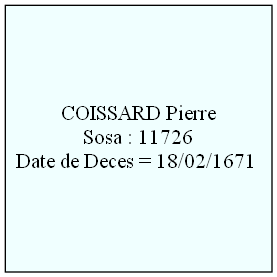 COISSARD Pierre
Sosa : 11726
Date de Deces = 18/02/1671